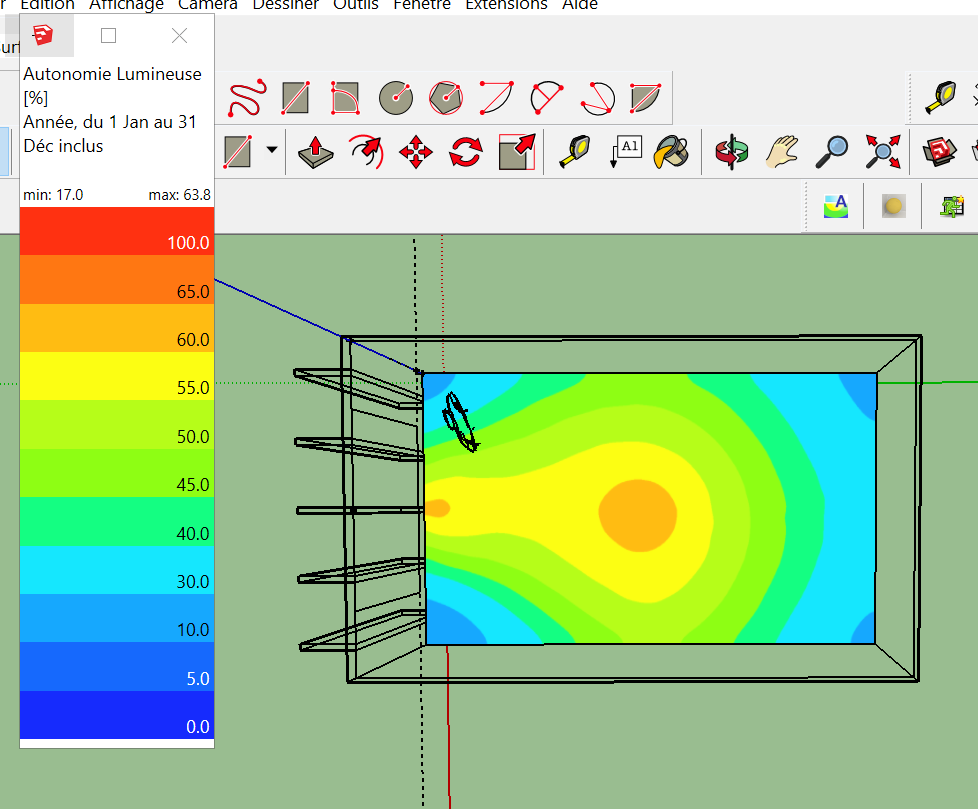 r Edition Affichage Caméra Dessiner Outils Fenêtre Extensions Aide
urf
Autonomie Lumineuse
[%]
Année, du 1 Jan au 31
Déc inclus
min: 17.0 max: 63.8
100.0
65.0
60.0
55.0
50.0
45.0
40.0
30.0
10.0
5.0
0.0
A1
A